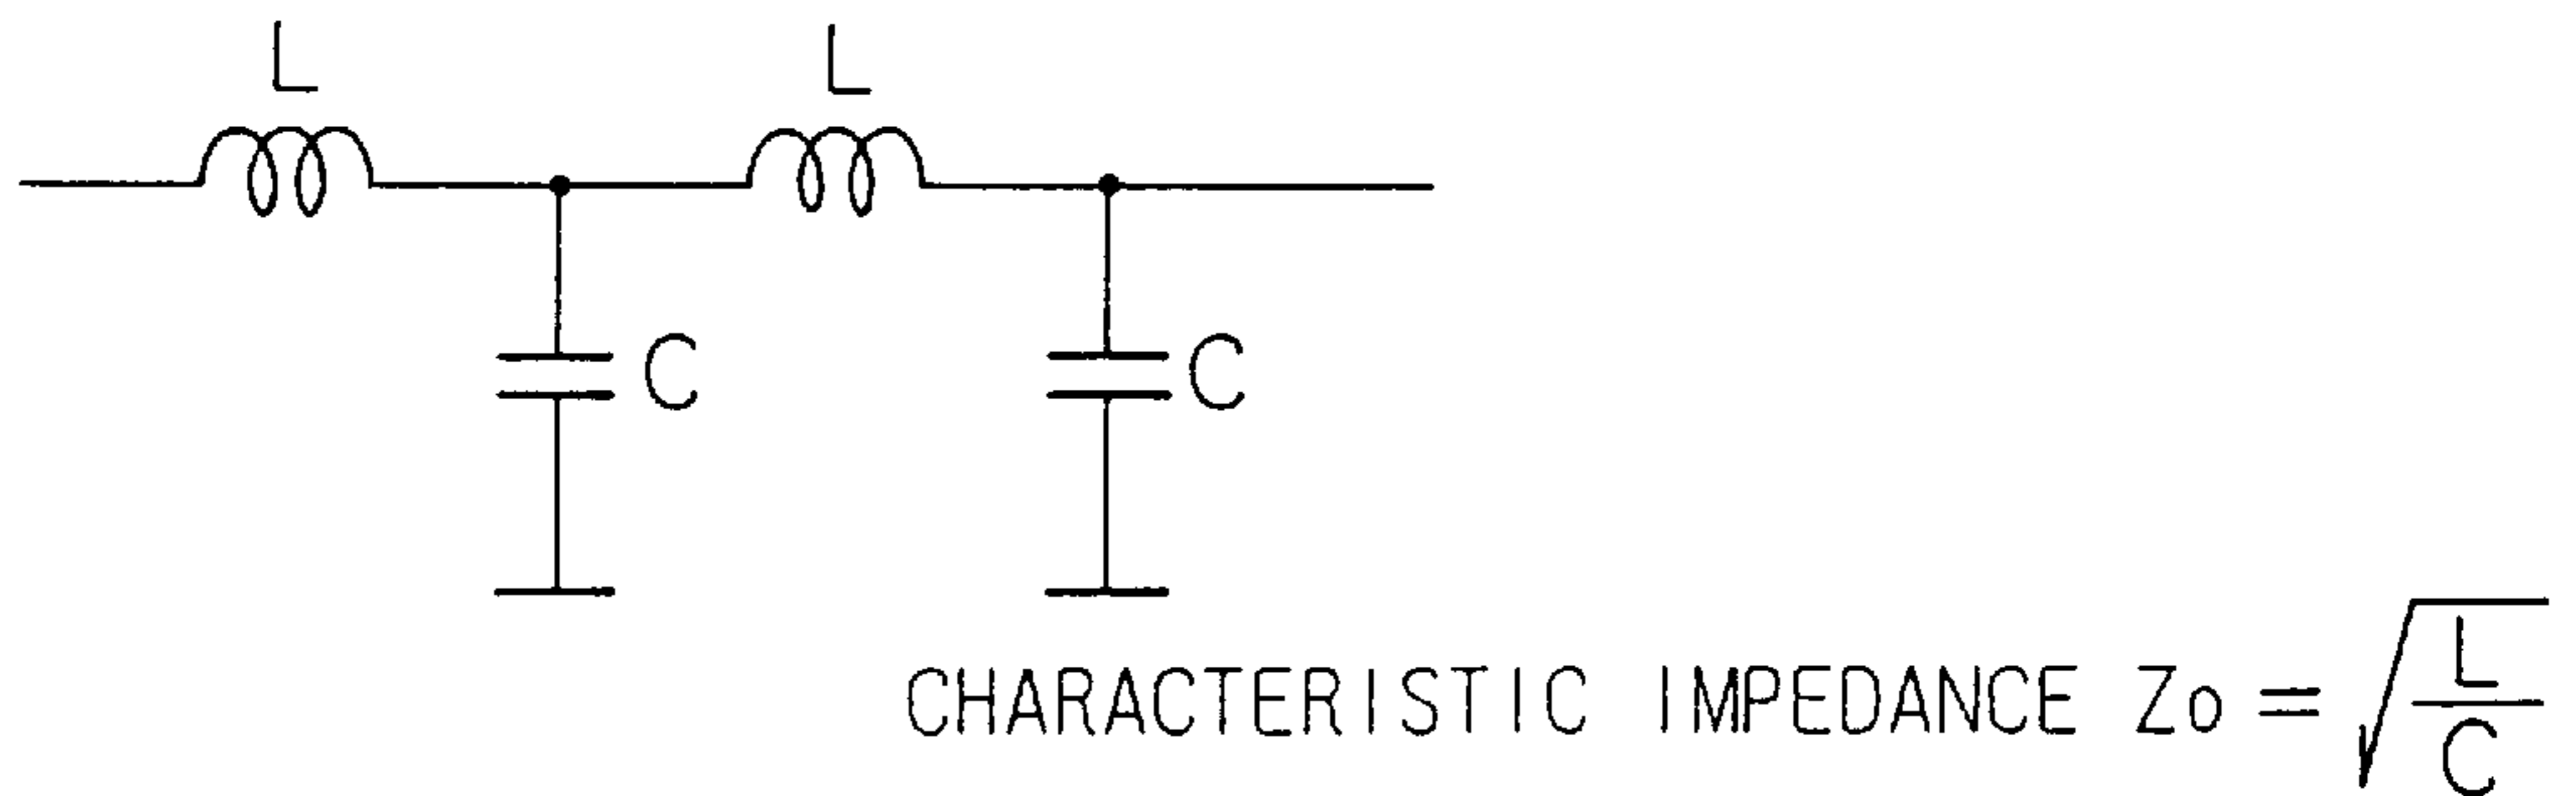 L
L
C
C
CHARACTERISTIC IMPEDANCE Zo = √(L/C)